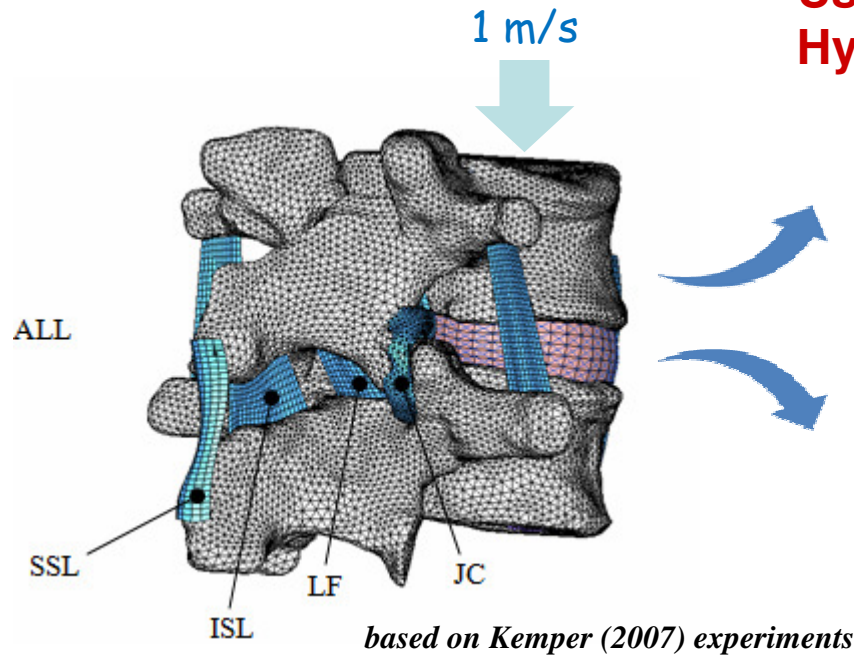 1 m/s
ALL
SSL
ISL
LF
JC
based on Kemper (2007) experiments